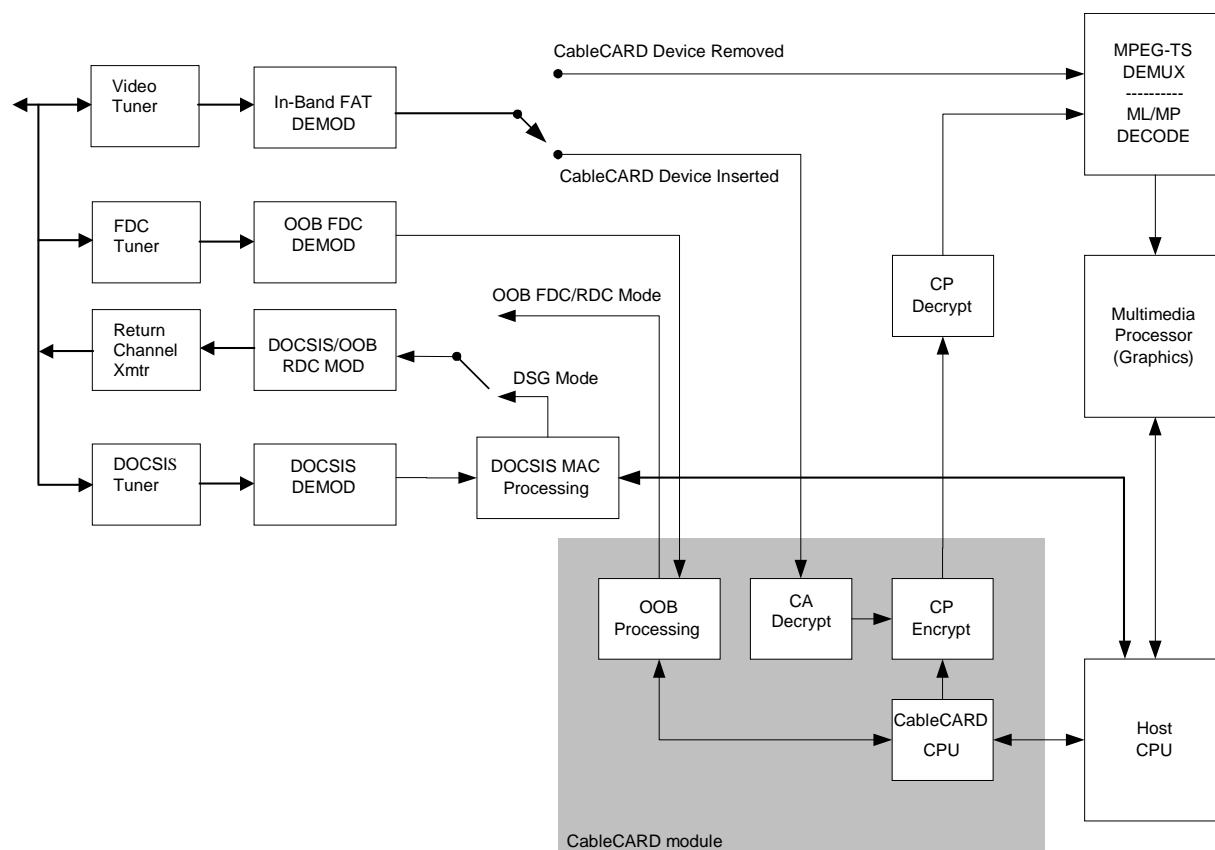 CableCARD Device Removed
MPEG-TS
DEMUX
----------
ML/MP
DECODE
Video
Tuner
In-Band FAT
DEMOD
CableCARD Device Inserted
FDC
Tuner
OOB FDC
DEMOD
CP
Decrypt
OOB FDC/RDC Mode
Multimedia
Processor
(Graphics)
Return
Channel
Xmtr
DOCSIS/OOB
RDC MOD
DSG Mode
DOCSIS
Tuner
DOCSIS
DEMOD
DOCSIS MAC
Processing
OOB
Processing
CA
Decrypt
CP
Encrypt
CableCARD
CPU
Host
CPU
CableCARD module